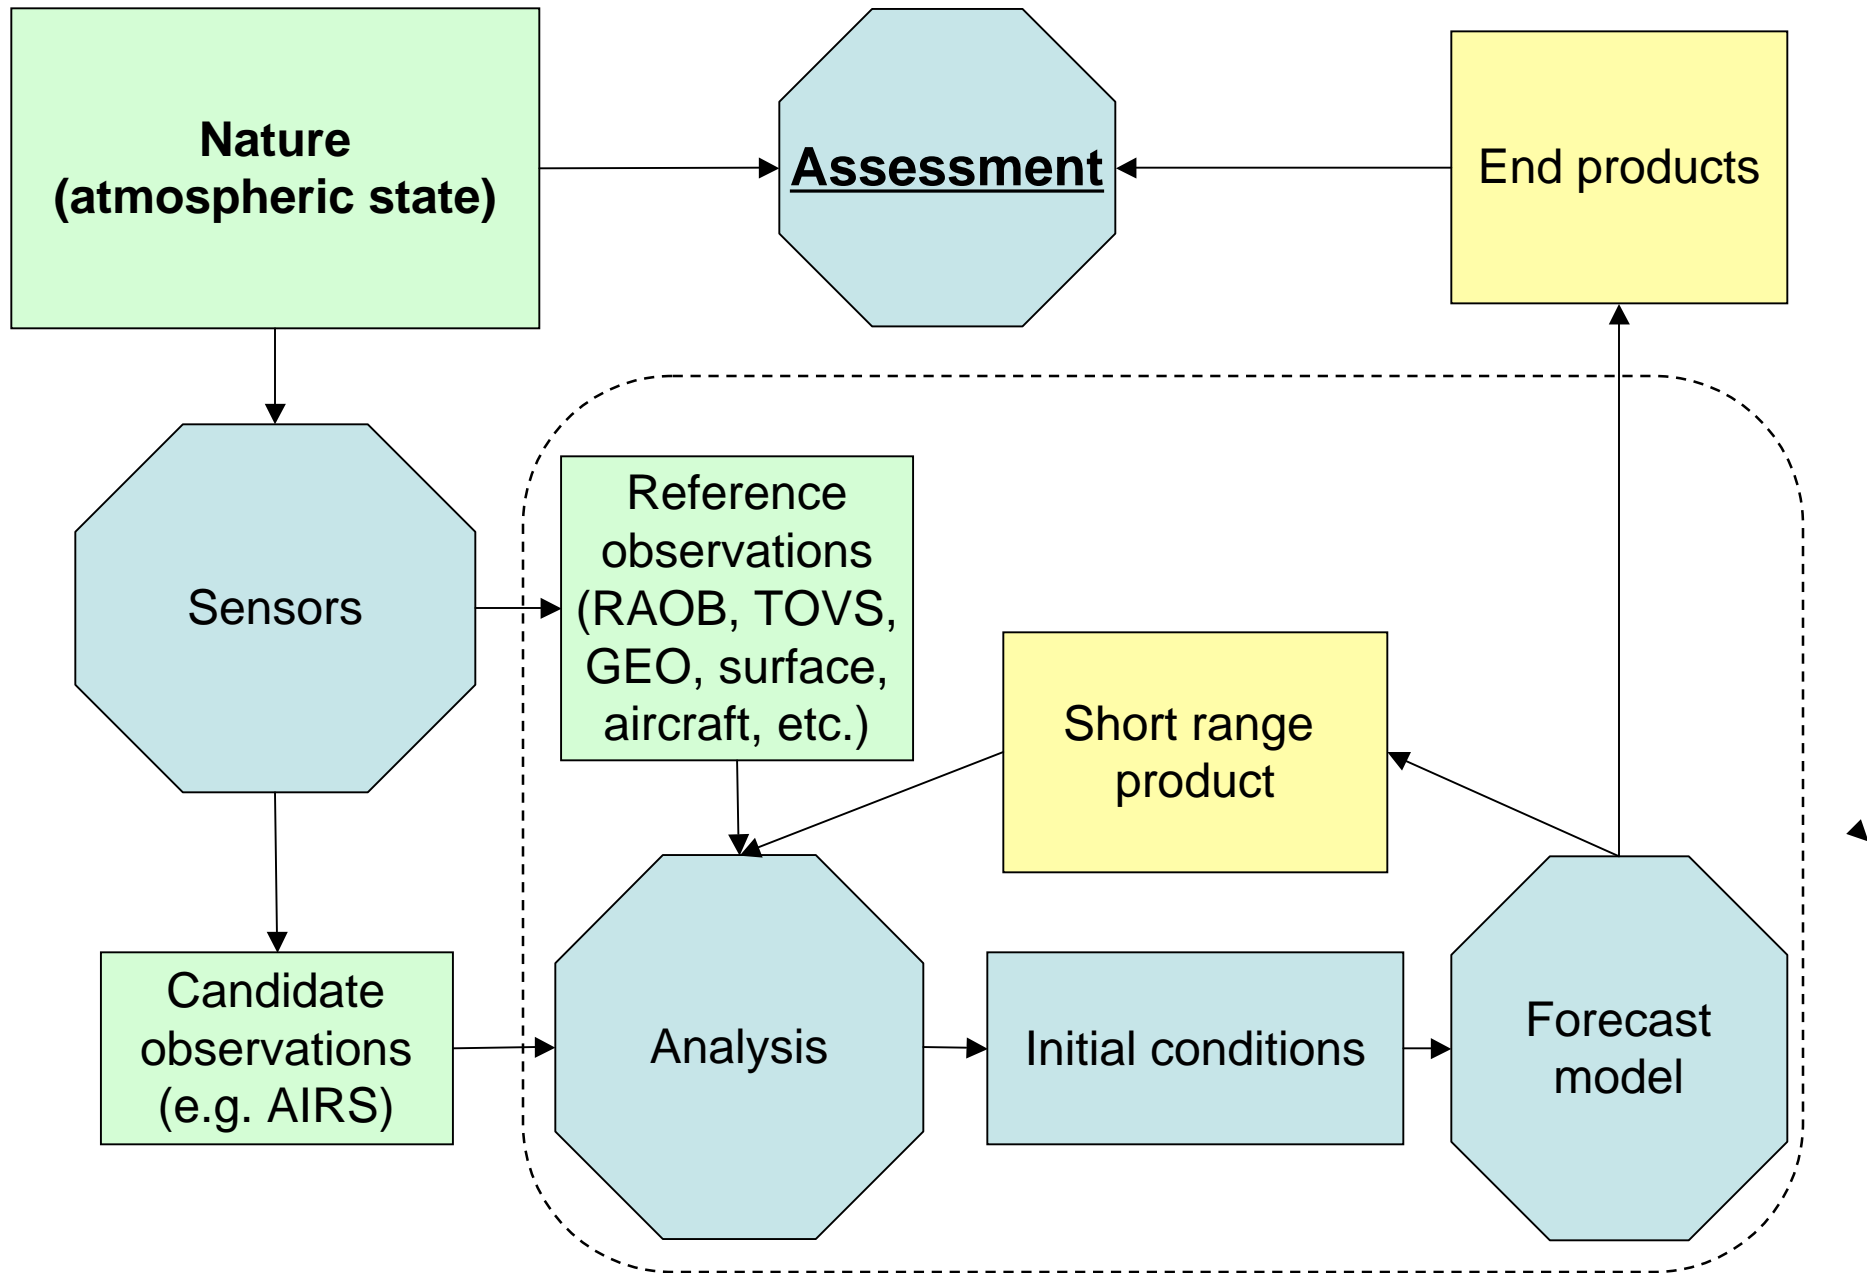 Nature
(atmospheric state)
Assessment
End products
Sensors
Reference
observations
(RAOB, TOVS,
GEO, surface,
aircraft, etc.)
Short range
product
Candidate
observations
(e.g. AIRS)
Analysis
Initial conditions
Forecast
model